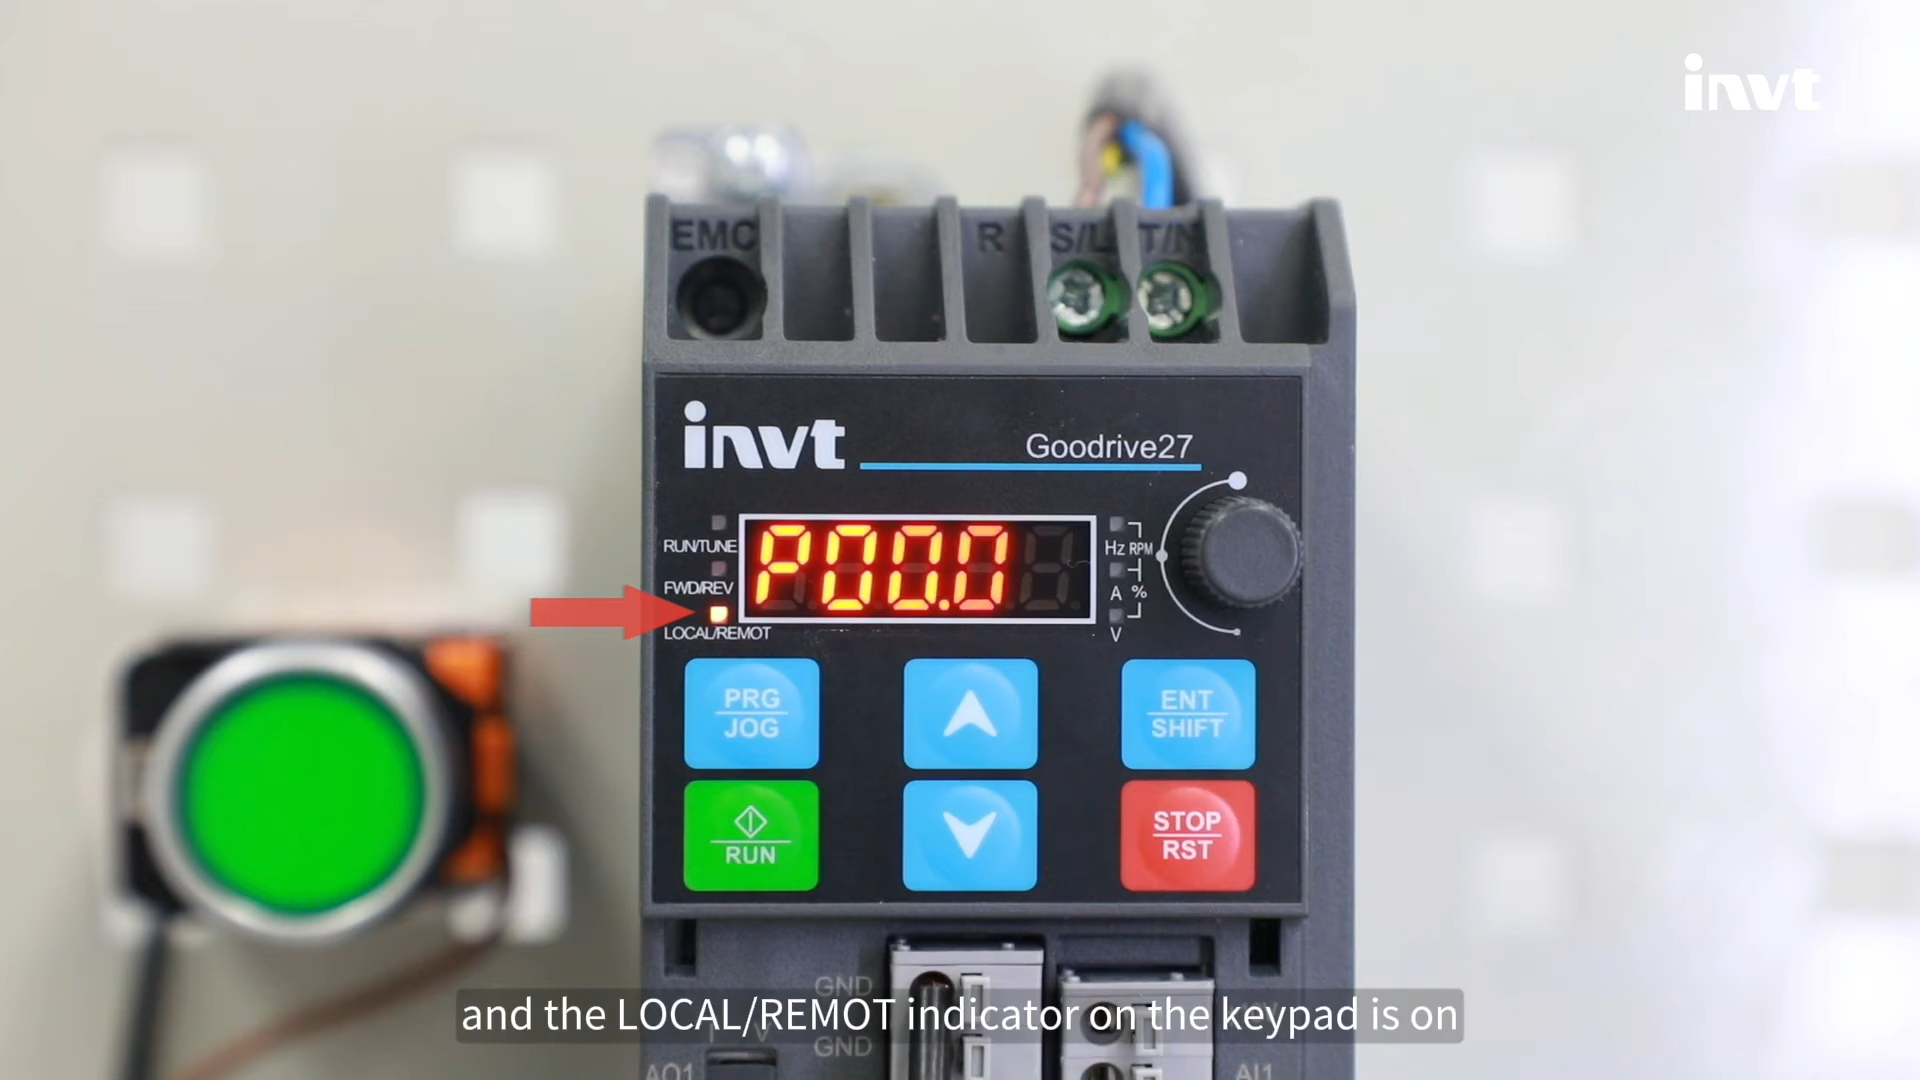 invt
EMC R S/L T/N
invt
Goodrive27
RUN/TUNE
FWD/REV
LOCAL/REMOT
P00.0
Hz RPM
A %
V
PRG
JOG
ENT
SHIFT
RUN
STOP
RST
GND
and the LOCAL/REMOT indicator on the keypad is on
GND
AO1
AI1